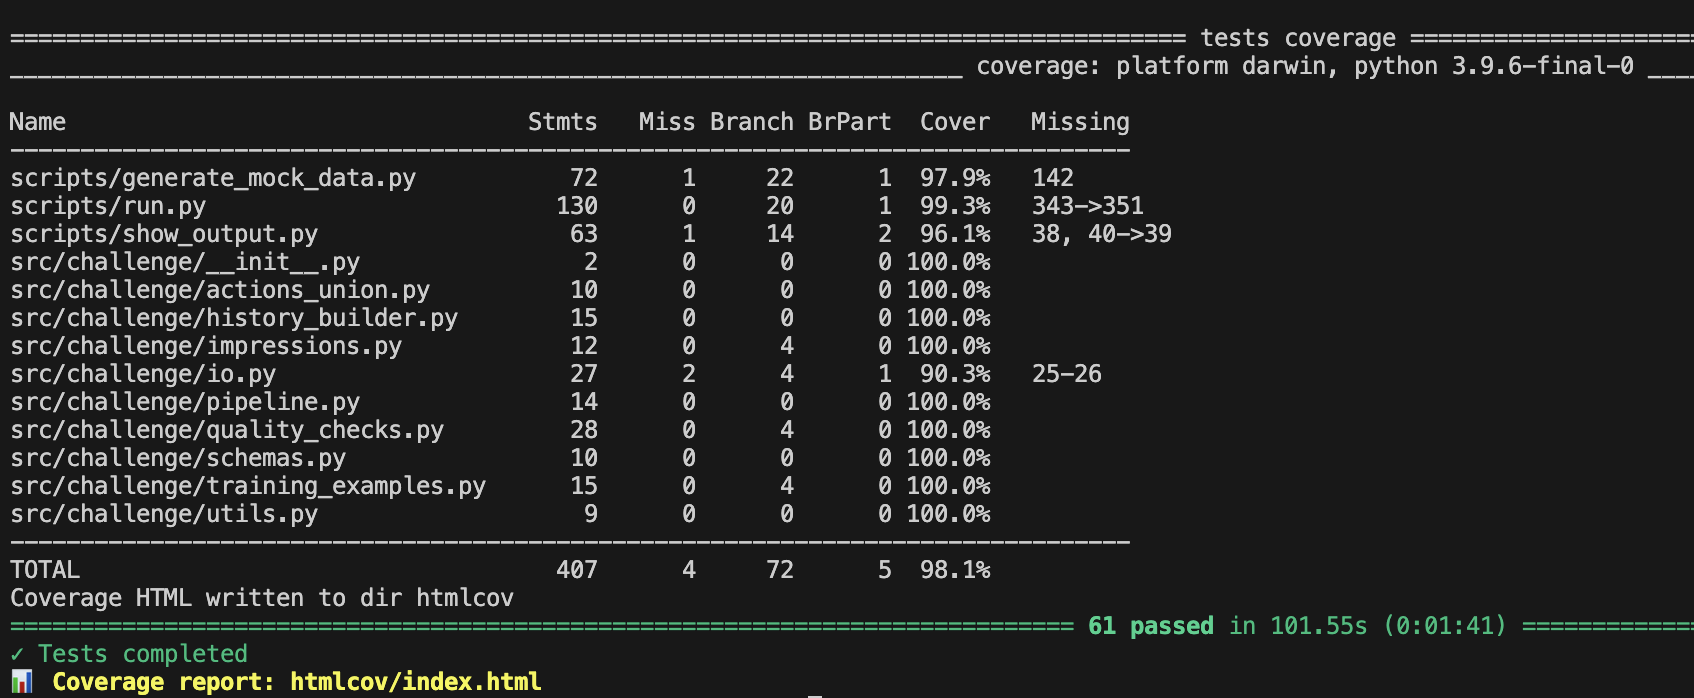 tests coverage
coverage: platform darwin, python 3.9.6-final-0
Name Stmts Miss Branch BrPart Cover Missing
scripts/generate_mock_data.py 72 1 22 1 97.9% 142
scripts/run.py 130 0 20 1 99.3% 343->351
scripts/show_output.py 63 1 14 2 96.1% 38, 40->39
src/challenge/__init__.py 2 0 0 0 100.0%
src/challenge/actions_union.py 10 0 0 0 100.0%
src/challenge/history_builder.py 15 0 0 0 100.0%
src/challenge/impressions.py 12 0 4 0 100.0%
src/challenge/io.py 27 2 4 1 90.3% 25-26
src/challenge/pipeline.py 14 0 0 0 100.0%
src/challenge/quality_checks.py 28 0 4 0 100.0%
src/challenge/schemas.py 10 0 0 0 100.0%
src/challenge/training_examples.py 15 0 4 0 100.0%
src/challenge/utils.py 9 0 0 0 100.0%
TOTAL 407 4 72 5 98.1%
Coverage HTML written to dir htmlcov
61 passed in 101.55s (0:01:41)
✓ Tests completed
📊 Coverage report: htmlcov/index.html